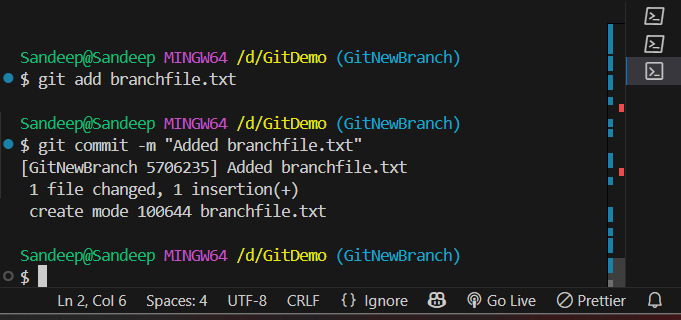 Sandeep@Sandeep MINGW64 /d/GitDemo (GitNewBranch)
$ git add branchfile.txt
Sandeep@Sandeep MINGW64 /d/GitDemo (GitNewBranch)
$ git commit -m "Added branchfile.txt"
[GitNewBranch 5706235] Added branchfile.txt
 1 file changed, 1 insertion(+)
 create mode 100644 branchfile.txt
Sandeep@Sandeep MINGW64 /d/GitDemo (GitNewBranch)
$
Ln 2, Col 6 Spaces: 4 UTF-8 CRLF {} Ignore Go Live Prettier